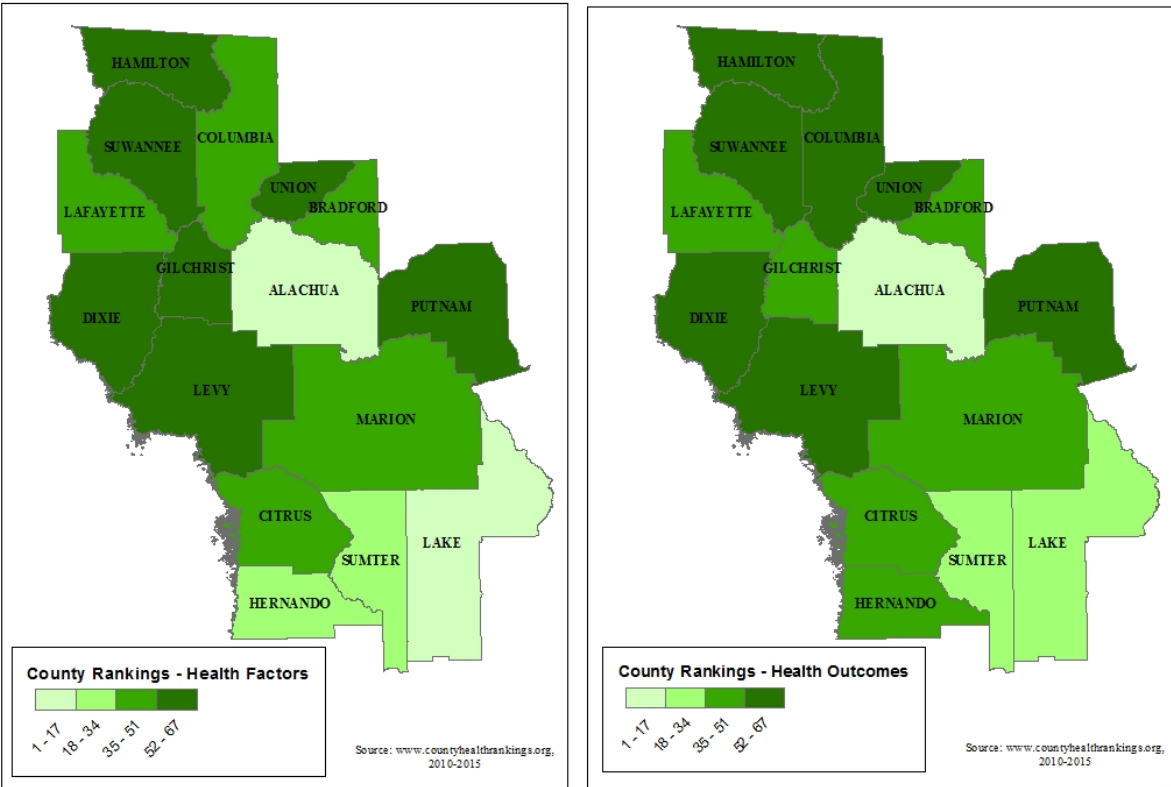 HAMILTON
COLUMBIA
SUWANNEE
UNION
BRADFORD
LAFAYETTE
GILCHRIST
ALACHUA
DIXIE
PUTNAM
LEVY
MARION
CITRUS
LAKE
SUMTER
HERNANDO
County Rankings - Health Factors
1 - 17
18 - 34
35 - 51
52 - 67
Source: www.countyhealthrankings.org,
2010-2015
HAMILTON
COLUMBIA
SUWANNEE
UNION
BRADFORD
LAFAYETTE
GILCHRIST
ALACHUA
DIXIE
PUTNAM
LEVY
MARION
CITRUS
LAKE
SUMTER
HERNANDO
County Rankings - Health Outcomes
1 - 17
18 - 34
35 - 51
52 - 67
Source: www.countyhealthrankings.org,
2010-2015